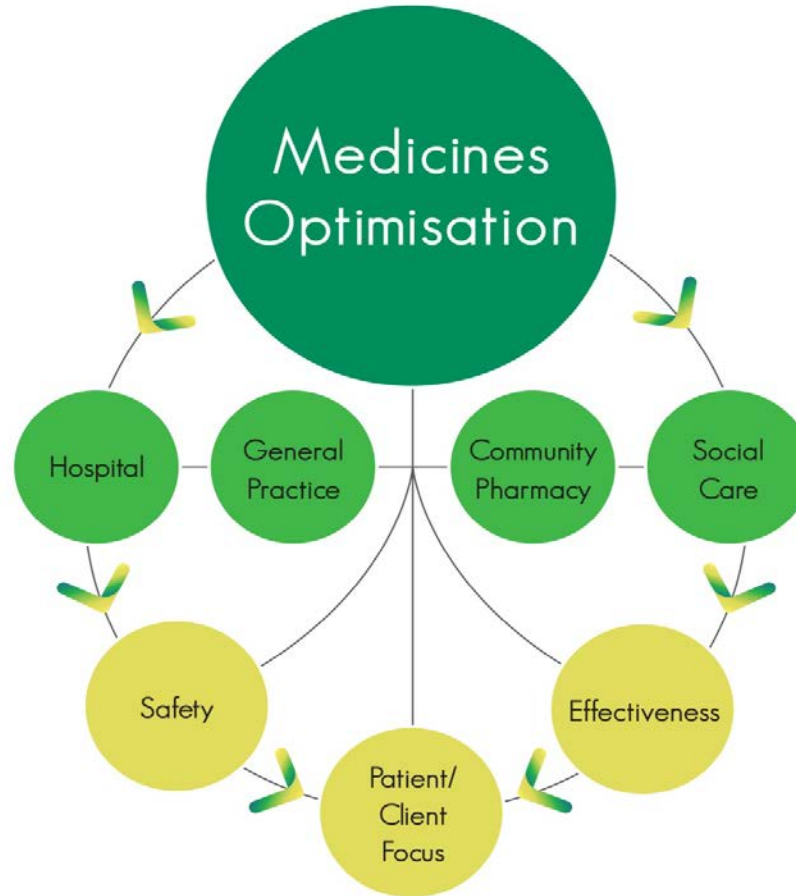 Medicines
Optimisation
Hospital
General
Practice
Community
Pharmacy
Social
Care
Safety
Effectiveness
Patient/
Client
Focus